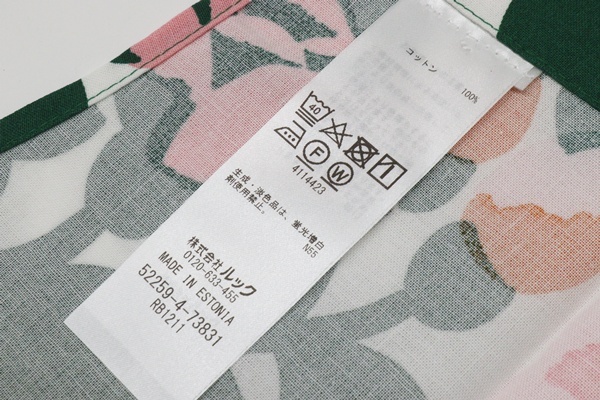 コットン
100%
40
F W
4114423
生成・淡色品は、蛍光増白
剤使用禁止。
N55
株式会社ルック
0120-633-455
MADE IN ESTONIA
52259-4-73831
RB1211